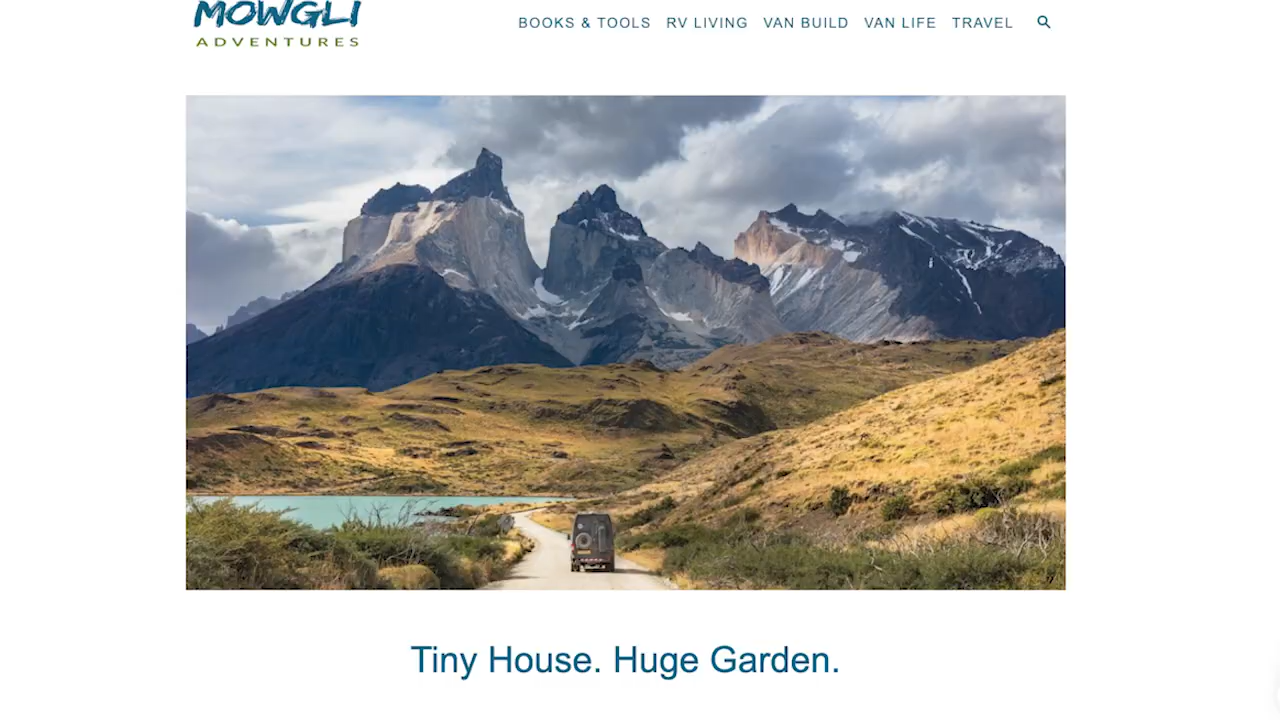 MOWGLI
ADVENTURES
BOOKS & TOOLS RV LIVING VAN BUILD VAN LIFE TRAVEL
Tiny House. Huge Garden.